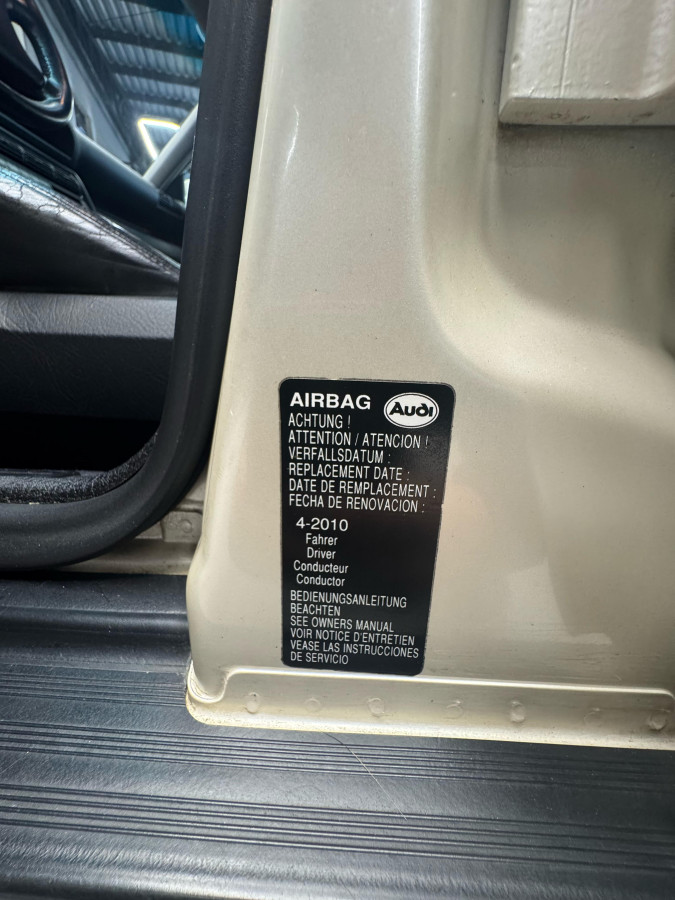 AIRBAG Audi
ACHTUNG !
ATTENTION / ATENCION !
VERFALLSDATUM :
REPLACEMENT DATE :
DATE DE REMPLACEMENT :
FECHA DE RENOVACION :
4-2010
Fahrer
Driver
Conducteur
Conductor
BEDIENUNGSANLEITUNG
BEACHTEN
SEE OWNERS MANUAL
VOIR NOTICE D'ENTRETIEN
VEASE LAS INSTRUCCIONES
DE SERVICIO